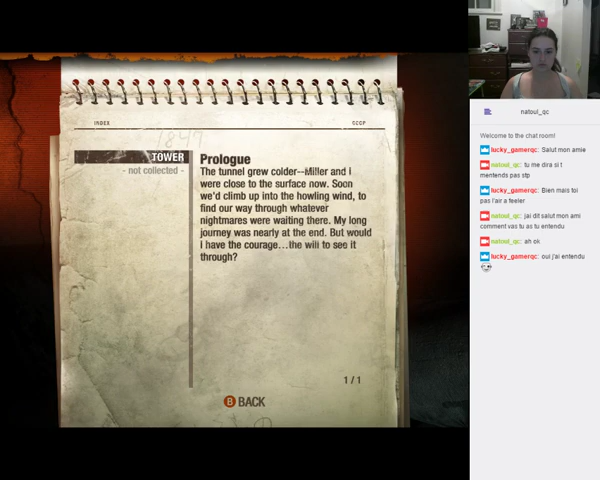 INDEX
CCCP
TOWER
- not collected -
Prologue
The tunnel grew colder--Miller and I
were close to the surface now. Soon
we'd climb up into the howling wind, to
find our way through whatever
nightmares were waiting there. My long
journey was nearly at the end. But would
I have the courage...the will to see it
through?
1 / 1
B BACK
natoul_qc
Welcome to the chat room!
lucky_gamerqc: Salut mon amie
natoul_qc: tu me dira si t
mentends pas stp
lucky_gamerqc: Bien mais toi
pas l'air a feeler
natoul_qc: jai dit salut mon ami
comment vas tu as tu entendu
natoul_qc: ah ok
lucky_gamerqc: oui j'ai entendu